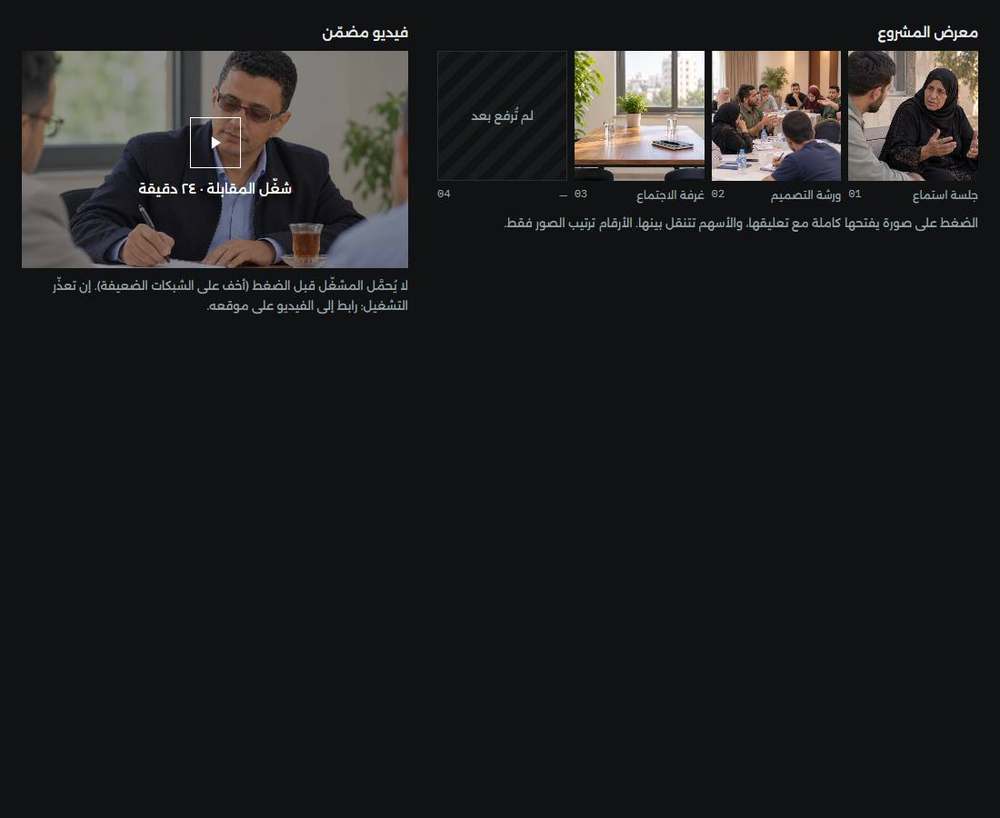 معرض المشروع
لم تُرفع بعد
جلسة استماع 01
ورشة التصميم 02
غرفة الاجتماع 03
— 04
الضغط على صورة يفتحها كاملة مع تعليقها، والأسهم تتنقل بينها. الأرقام ترتيب الصور فقط.
فيديو مضمّن
شغّل المقابلة · ٢٤ دقيقة
لا يُحمَّل المشغّل قبل الضغط (أخف على الشبكات الضعيفة). إن تعذّر
التشغيل: رابط إلى الفيديو على موقعه.